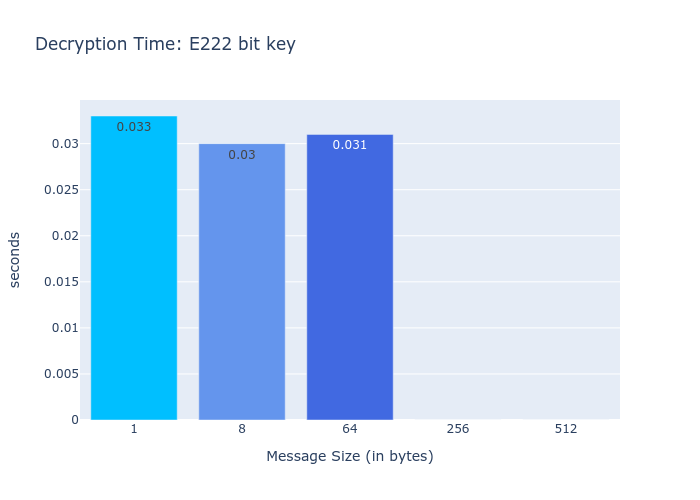 Decryption Time: E222 bit key
0.033
0.03
0.031
0.03
0.025
0.02
0.015
0.01
0.005
0
seconds
1 8 64 256 512
Message Size (in bytes)